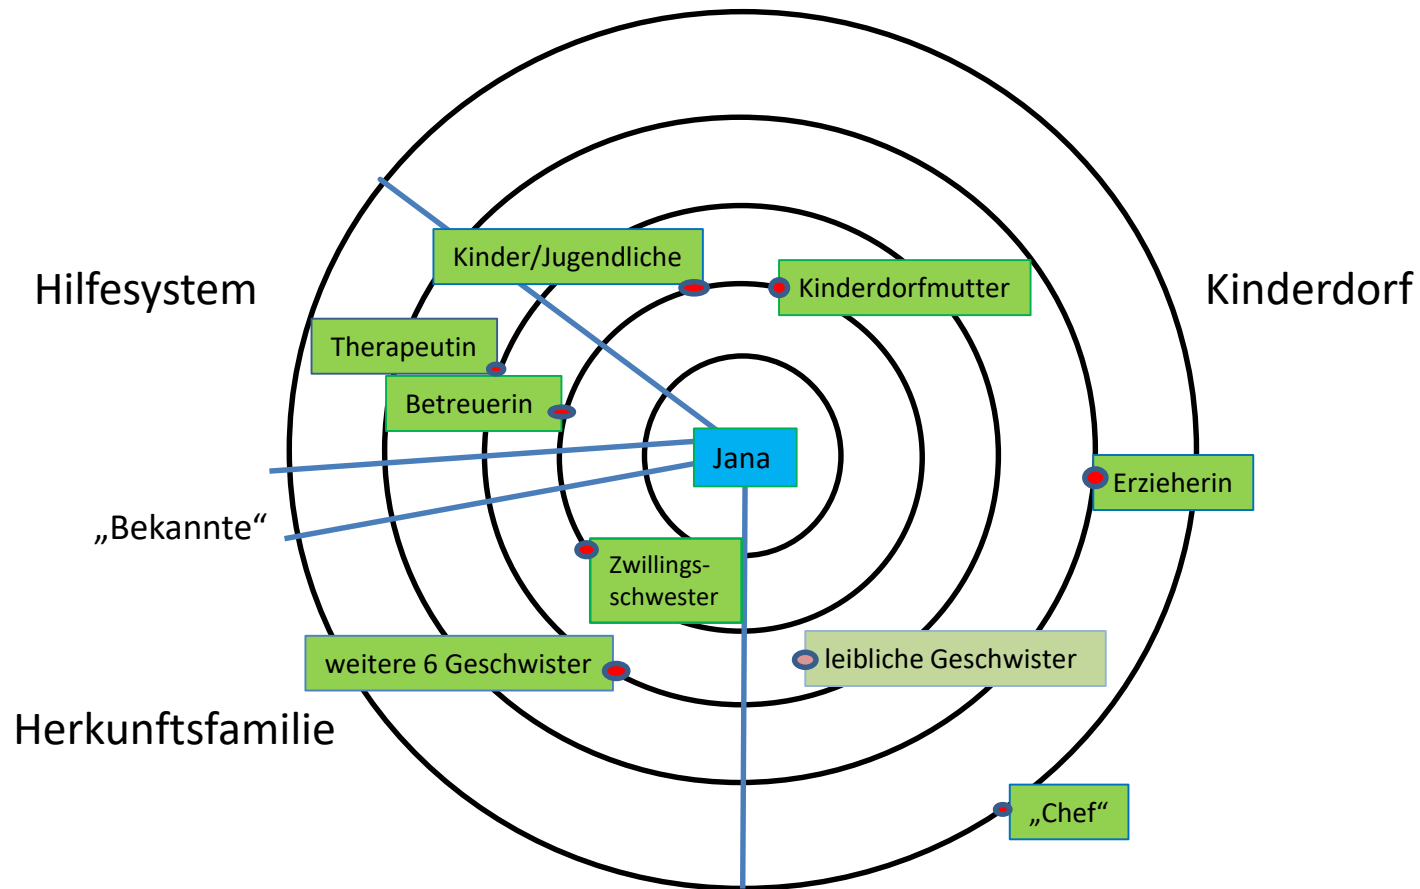 Kinder/Jugendliche
Kinderdorfmutter
Hilfesystem
Kinderdorf
Therapeutin
Betreuerin
Jana
Erzieherin
„Bekannte“
Zwillings-
schwester
weitere 6 Geschwister
leibliche Geschwister
Herkunftsfamilie
„Chef“